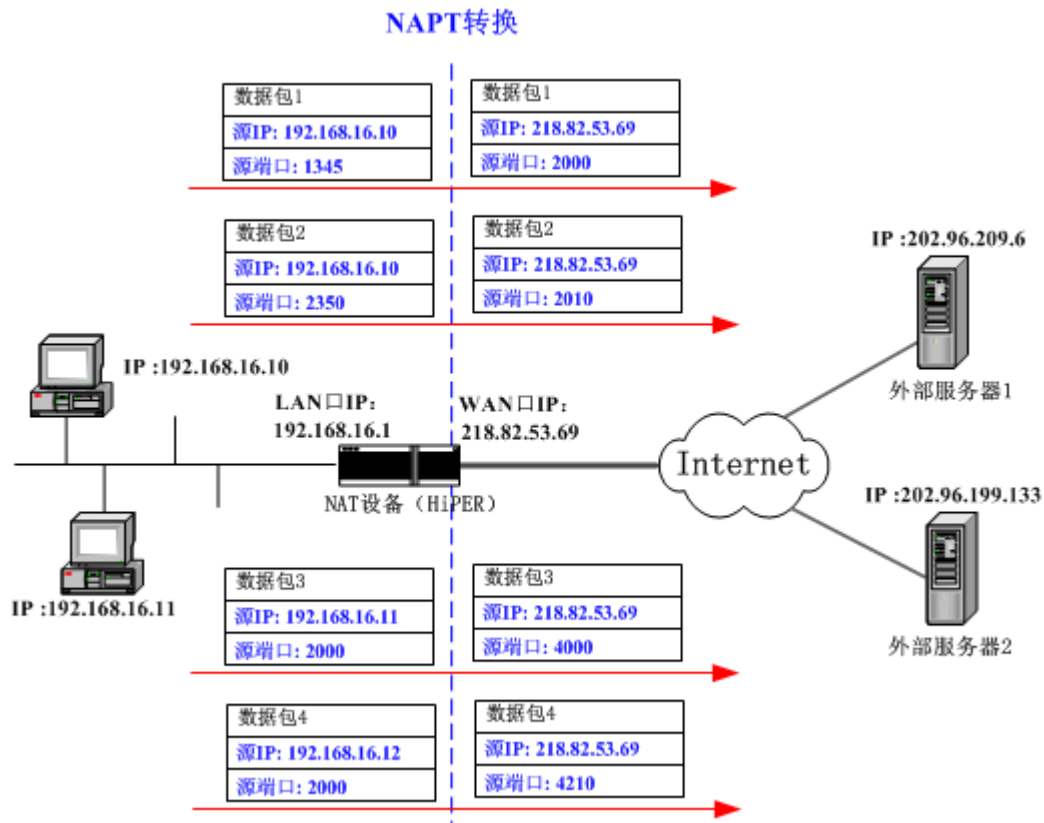 NAPT转换
数据包1
源IP: 192.168.16.10
源端口: 1345
数据包1
源IP: 218.82.53.69
源端口: 2000
数据包2
源IP: 192.168.16.10
源端口: 2350
数据包2
源IP: 218.82.53.69
源端口: 2010
IP :202.96.209.6
外部服务器1
IP :192.168.16.10
LAN口IP:
192.168.16.1
WAN口IP:
218.82.53.69
NAT设备（HiPER）
Internet
IP :202.96.199.133
外部服务器2
IP :192.168.16.11
数据包3
源IP: 192.168.16.11
源端口: 2000
数据包3
源IP: 218.82.53.69
源端口: 4000
数据包4
源IP: 192.168.16.12
源端口: 2000
数据包4
源IP: 218.82.53.69
源端口: 4210